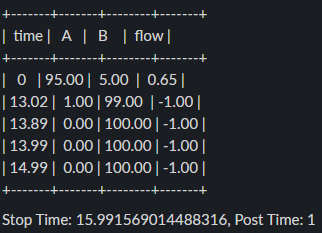 +-------+-------+-------+-------+
| time | A | B | flow |
+-------+-------+-------+-------+
| 0 | 95.00 | 5.00 | 0.65 |
| 13.02 | 1.00 | 99.00 | -1.00 |
| 13.89 | 0.00 | 100.00 | -1.00 |
| 13.99 | 0.00 | 100.00 | -1.00 |
| 14.99 | 0.00 | 100.00 | -1.00 |
+-------+-------+-------+-------+
Stop Time: 15.991569014488316, Post Time: 1